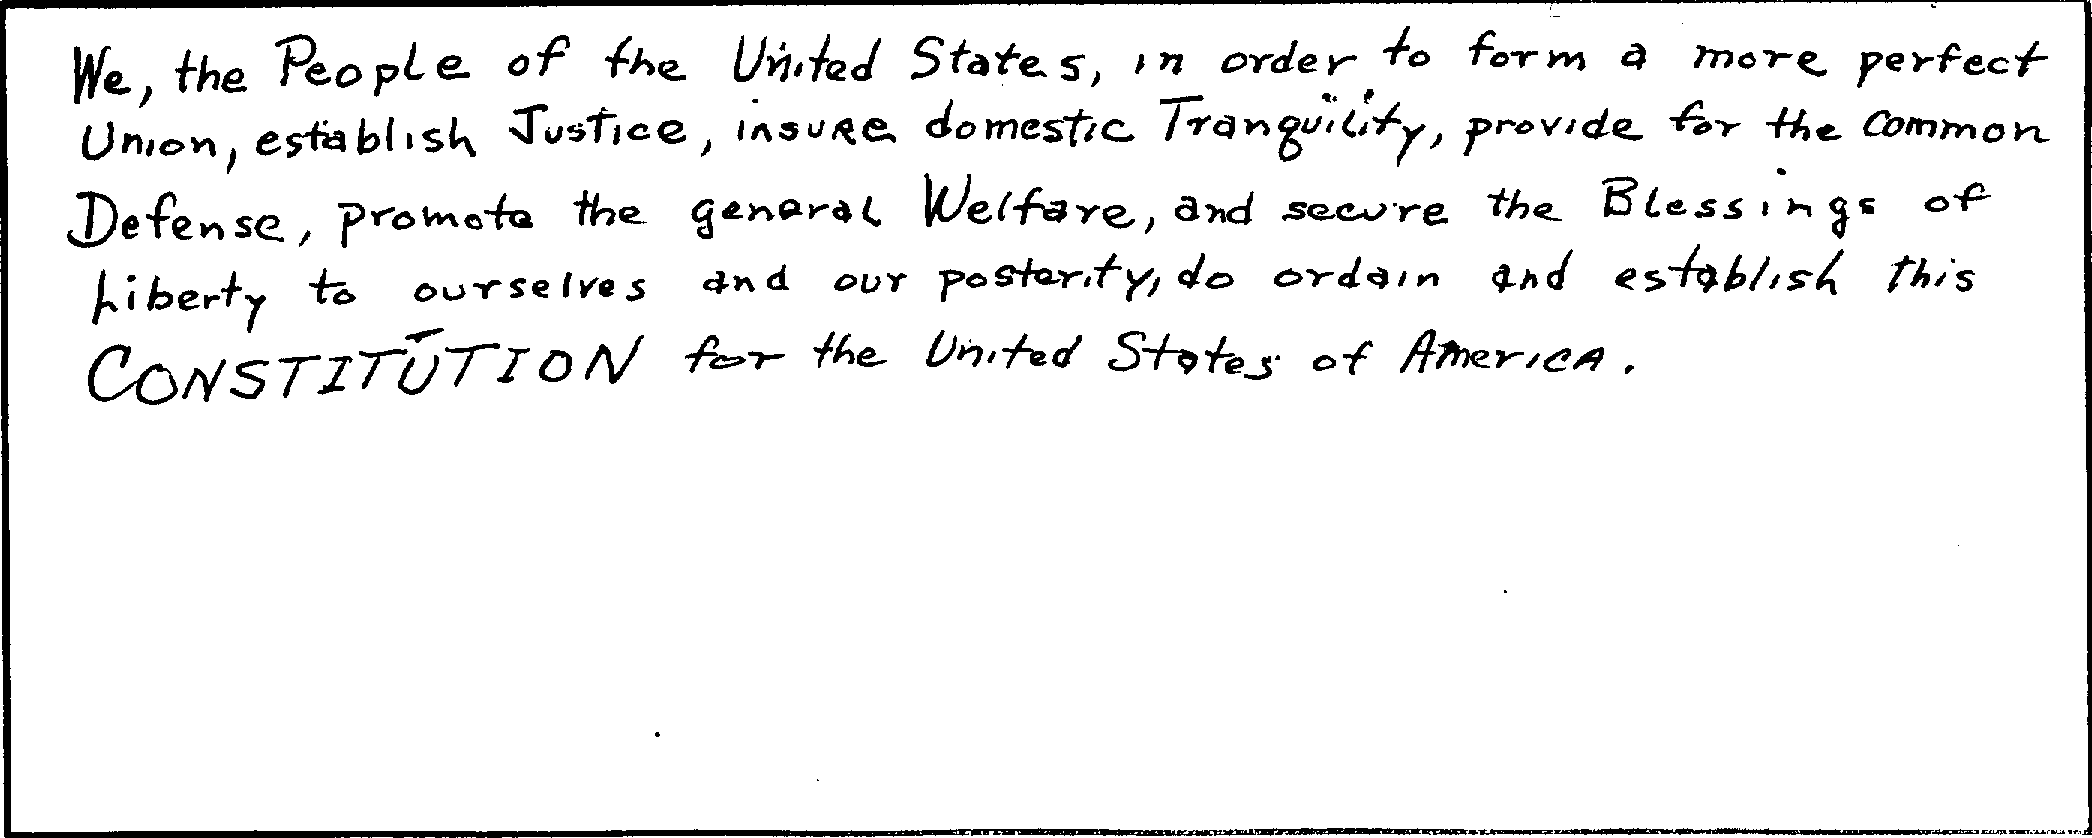 We, the People of the United States, in order to form a more perfect
Union, establish Justice, insure domestic Tranquility, provide for the common
Defense, promote the general Welfare, and secure the Blessings of
Liberty to ourselves and our posterity, do ordain and establish this
CONSTITUTION for the United States of America.